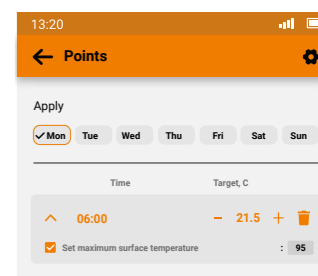 13:20
Points
Apply
Mon Tue Wed Thu Fri Sat Sun
Time Target, C
06:00 − 21.5 +
Set maximum surface temperature : 95